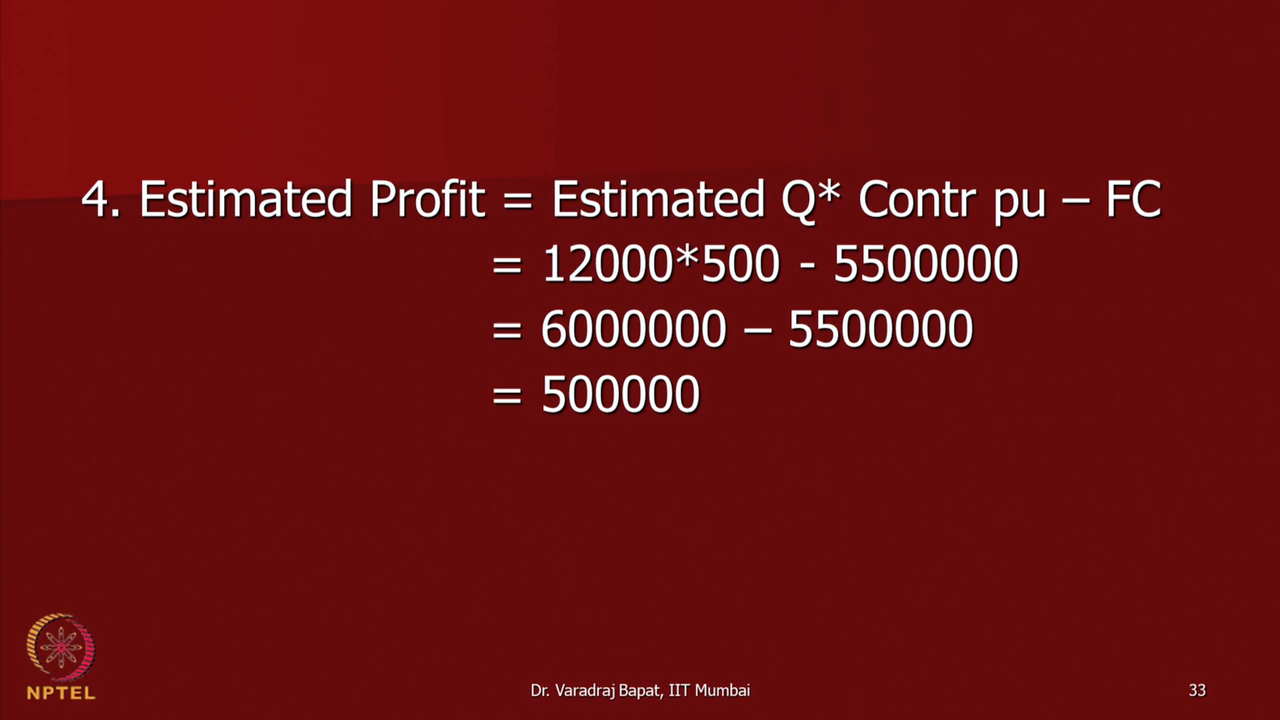 4. Estimated Profit = Estimated Q* Contr pu – FC
= 12000*500 - 5500000
= 6000000 – 5500000
= 500000
NPTEL
Dr. Varadraj Bapat, IIT Mumbai
33